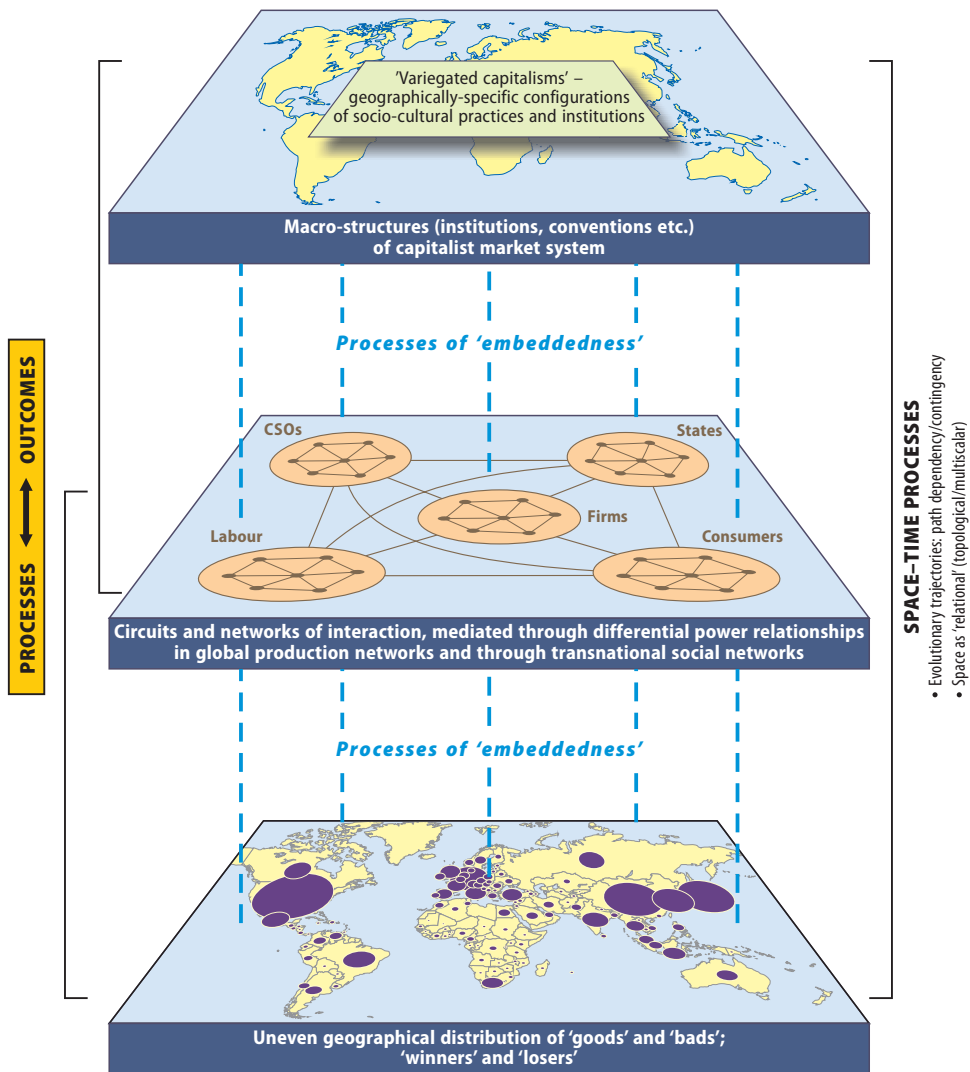 'Variegated capitalisms' –
geographically-specific configurations
of socio-cultural practices and institutions
Macro-structures (institutions, conventions etc.)
of capitalist market system
Processes of 'embeddedness'
CSOs
States
Firms
Labour
Consumers
Circuits and networks of interaction, mediated through differential power relationships
in global production networks and through transnational social networks
Processes of 'embeddedness'
Uneven geographical distribution of 'goods' and 'bads';
'winners' and 'losers'
PROCESSES ↔ OUTCOMES
SPACE–TIME PROCESSES
• Evolutionary trajectories: path dependency/contingency
• Space as 'relational' (topological/multiscalar)